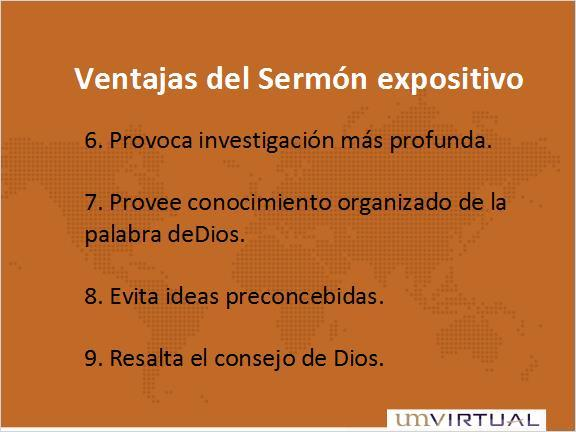 Ventajas del Sermón expositivo
6. Provoca investigación más profunda.
7. Provee conocimiento organizado de la
palabra deDios.
8. Evita ideas preconcebidas.
9. Resalta el consejo de Dios.
umVIRTUAL